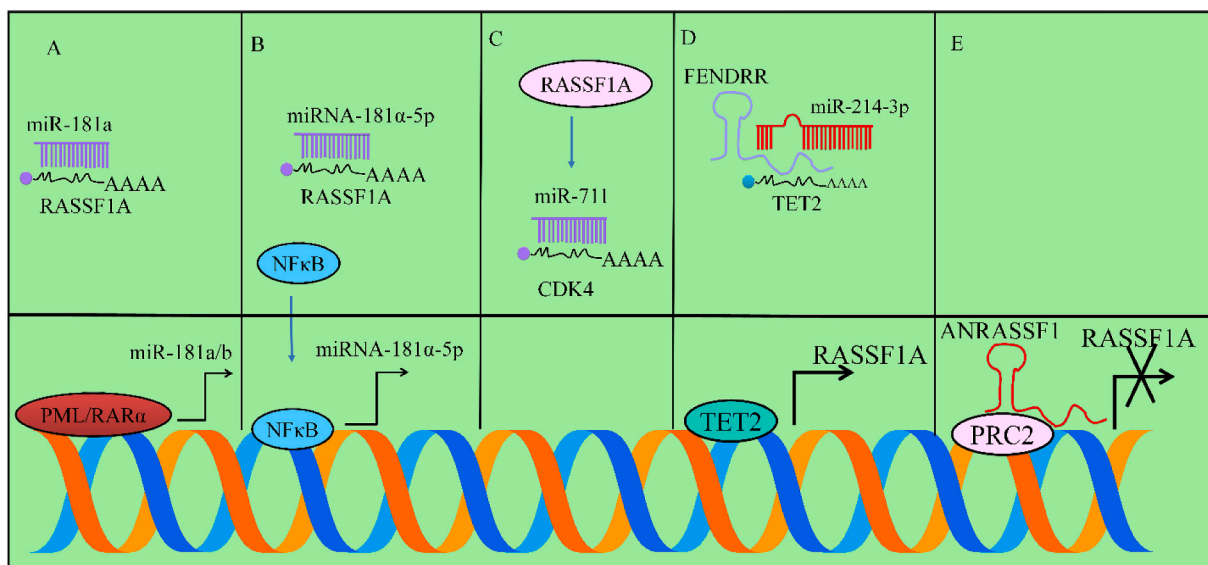 A
miR-181a
AAAA
RASSF1A
miR-181a/b
PML/RARα
B
miRNA-181α-5p
AAAA
RASSF1A
NFκB
miRNA-181α-5p
NFκB
C
RASSF1A
miR-711
AAAA
CDK4
D
FENDRR
miR-214-3p
AAAA
TET2
RASSF1A
TET2
E
ANRASSF1
RASSF1A
PRC2